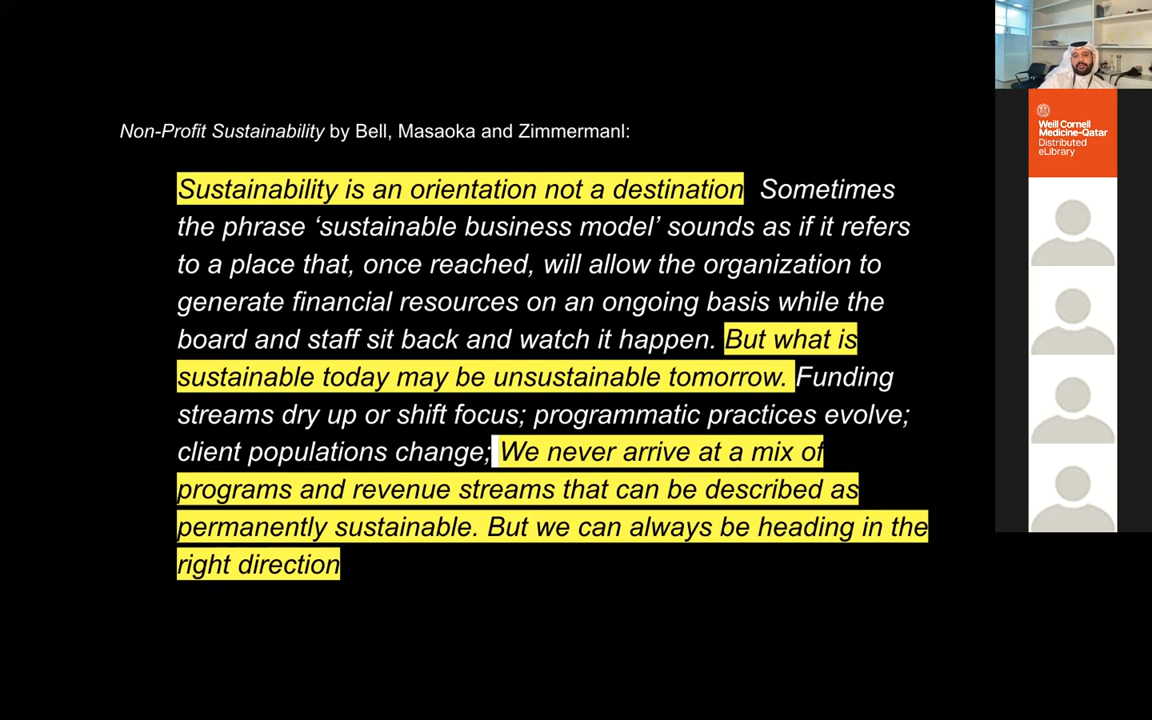 Non-Profit Sustainability by Bell, Masaoka and Zimmermanl:
Sustainability is an orientation not a destination Sometimes
the phrase ‘sustainable business model’ sounds as if it refers
to a place that, once reached, will allow the organization to
generate financial resources on an ongoing basis while the
board and staff sit back and watch it happen. But what is
sustainable today may be unsustainable tomorrow. Funding
streams dry up or shift focus; programmatic practices evolve;
client populations change; We never arrive at a mix of
programs and revenue streams that can be described as
permanently sustainable. But we can always be heading in the
right direction
Weill Cornell
Medicine-Qatar
Distributed
eLibrary